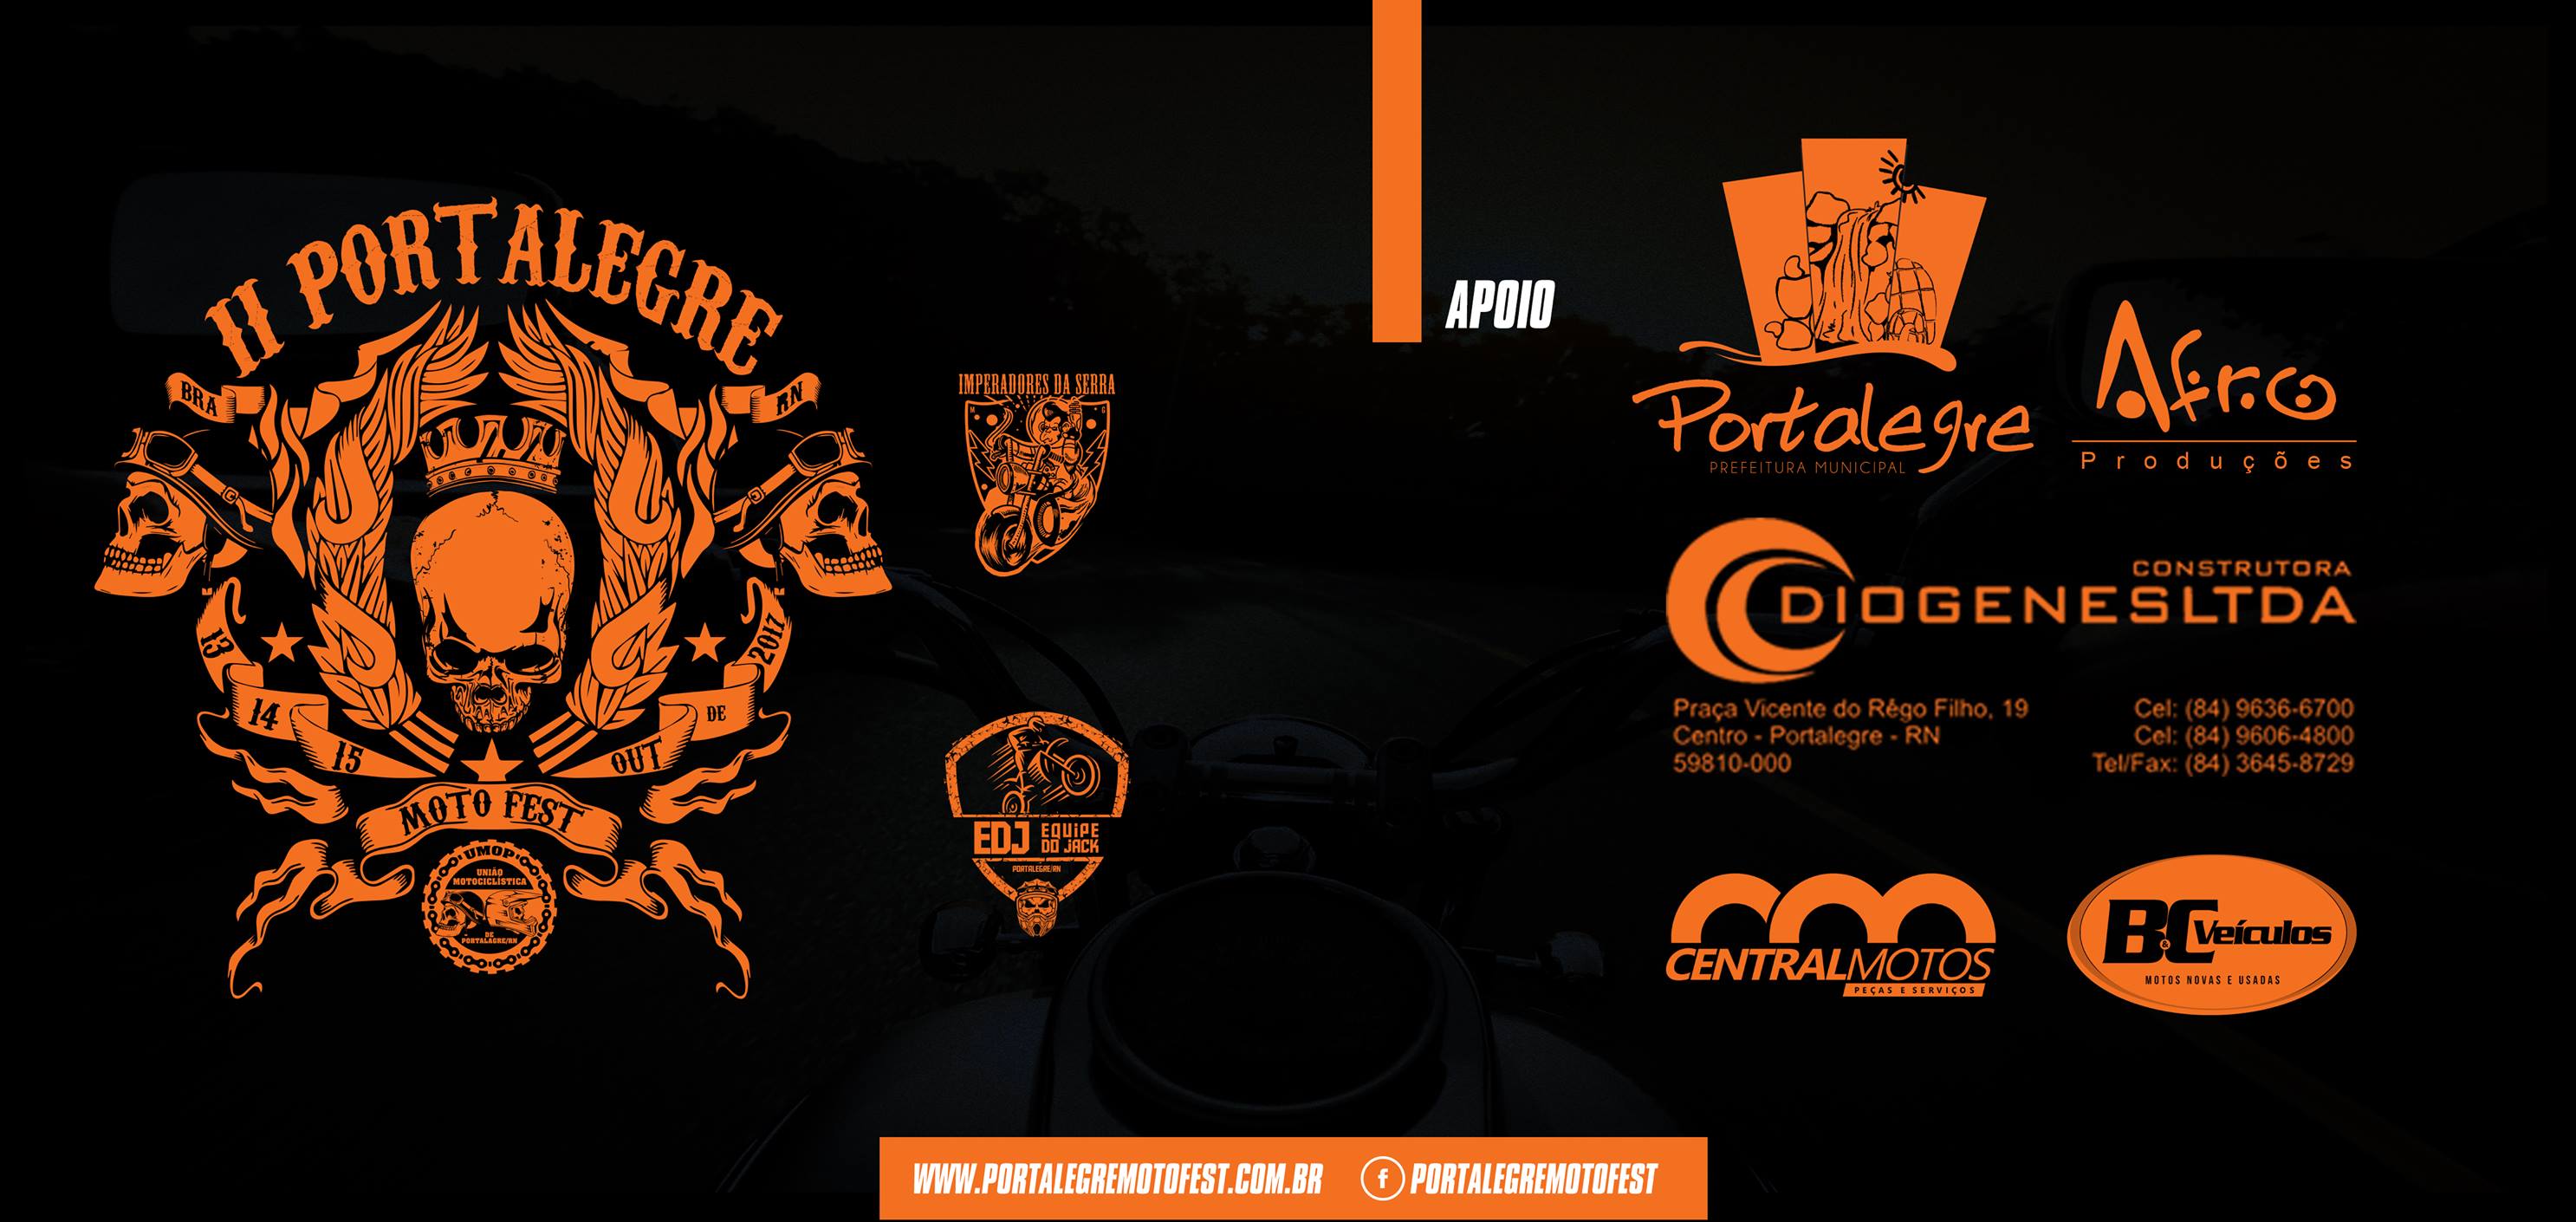 II PORTALEGRE
BRA
RN
13
14
15
OUT
DE
2017
MOTO FEST
UMOP
UNIÃO
MOTOCICLÍSTICA
DE
PORTALAGRE/RN
IMPERADORES DA SERRA
M G
EDJ EQUIPE
DO JACK
PORTALEGRE/RN
APOIO
Portalegre
PREFEITURA MUNICIPAL
Afro
Produções
CONSTRUTORA
DIOGENESLTDA
Praça Vicente do Rêgo Filho, 19
Centro - Portalegre - RN
59810-000
Cel: (84) 9636-6700
Cel: (84) 9606-4800
Tel/Fax: (84) 3645-8729
CENTRALMOTOS
PEÇAS E SERVIÇOS
B&C Veículos
MOTOS NOVAS E USADAS
WWW.PORTALEGREMOTOFEST.COM.BR
f PORTALEGREMOTOFEST